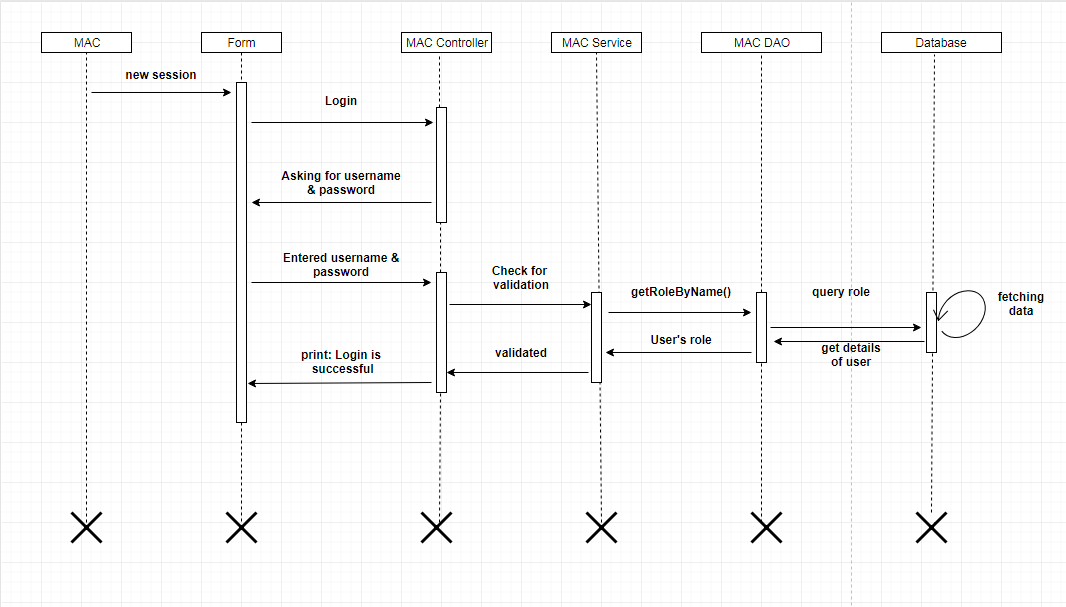 MAC
Form
MAC Controller
MAC Service
MAC DAO
Database
new session
Login
Asking for username
& password
Entered username &
password
Check for
validation
getRoleByName()
query role
fetching
data
User's role
get details
of user
validated
print: Login is
successful